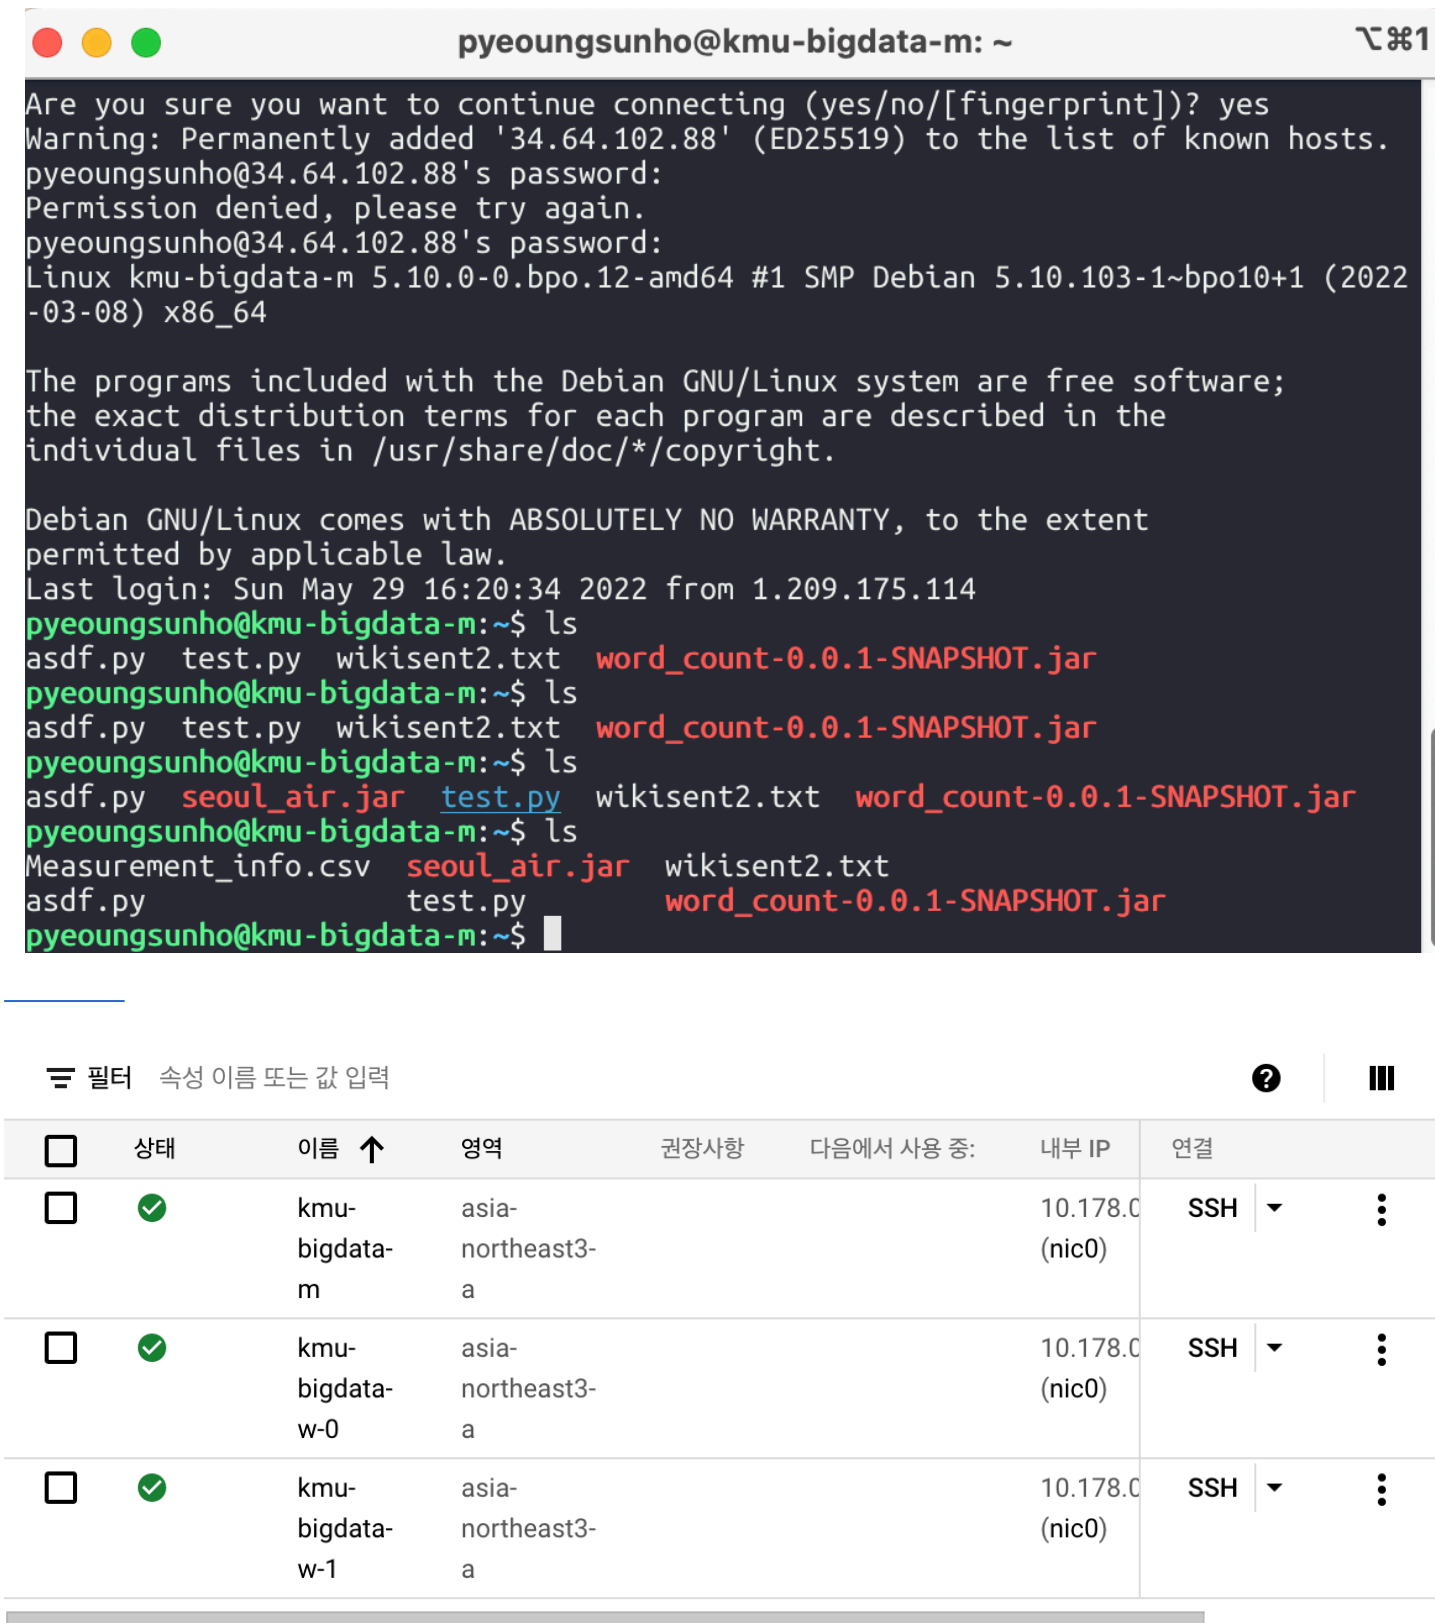 pyeoungsunho@kmu-bigdata-m: ~
⌥⌘1
Are you sure you want to continue connecting (yes/no/[fingerprint])? yes
Warning: Permanently added '34.64.102.88' (ED25519) to the list of known hosts.
pyeoungsunho@34.64.102.88's password:
Permission denied, please try again.
pyeoungsunho@34.64.102.88's password:
Linux kmu-bigdata-m 5.10.0-0.bpo.12-amd64 #1 SMP Debian 5.10.103-1~bpo10+1 (2022
-03-08) x86_64
The programs included with the Debian GNU/Linux system are free software;
the exact distribution terms for each program are described in the
individual files in /usr/share/doc/*/copyright.
Debian GNU/Linux comes with ABSOLUTELY NO WARRANTY, to the extent
permitted by applicable law.
Last login: Sun May 29 16:20:34 2022 from 1.209.175.114
pyeoungsunho@kmu-bigdata-m:~$ ls
asdf.py  test.py  wikisent2.txt  word_count-0.0.1-SNAPSHOT.jar
pyeoungsunho@kmu-bigdata-m:~$ ls
asdf.py  test.py  wikisent2.txt  word_count-0.0.1-SNAPSHOT.jar
pyeoungsunho@kmu-bigdata-m:~$ ls
asdf.py  seoul_air.jar  test.py  wikisent2.txt  word_count-0.0.1-SNAPSHOT.jar
pyeoungsunho@kmu-bigdata-m:~$ ls
Measurement_info.csv  seoul_air.jar  wikisent2.txt
asdf.py               test.py        word_count-0.0.1-SNAPSHOT.jar
pyeoungsunho@kmu-bigdata-m:~$
필터 속성 이름 또는 값 입력
상태 이름 ↑ 영역 권장사항 다음에서 사용 중: 내부 IP 연결
kmu- asia- 10.178.0 SSH
bigdata- northeast3- (nic0)
m a
kmu- asia- 10.178.0 SSH
bigdata- northeast3- (nic0)
w-0 a
kmu- asia- 10.178.0 SSH
bigdata- northeast3- (nic0)
w-1 a